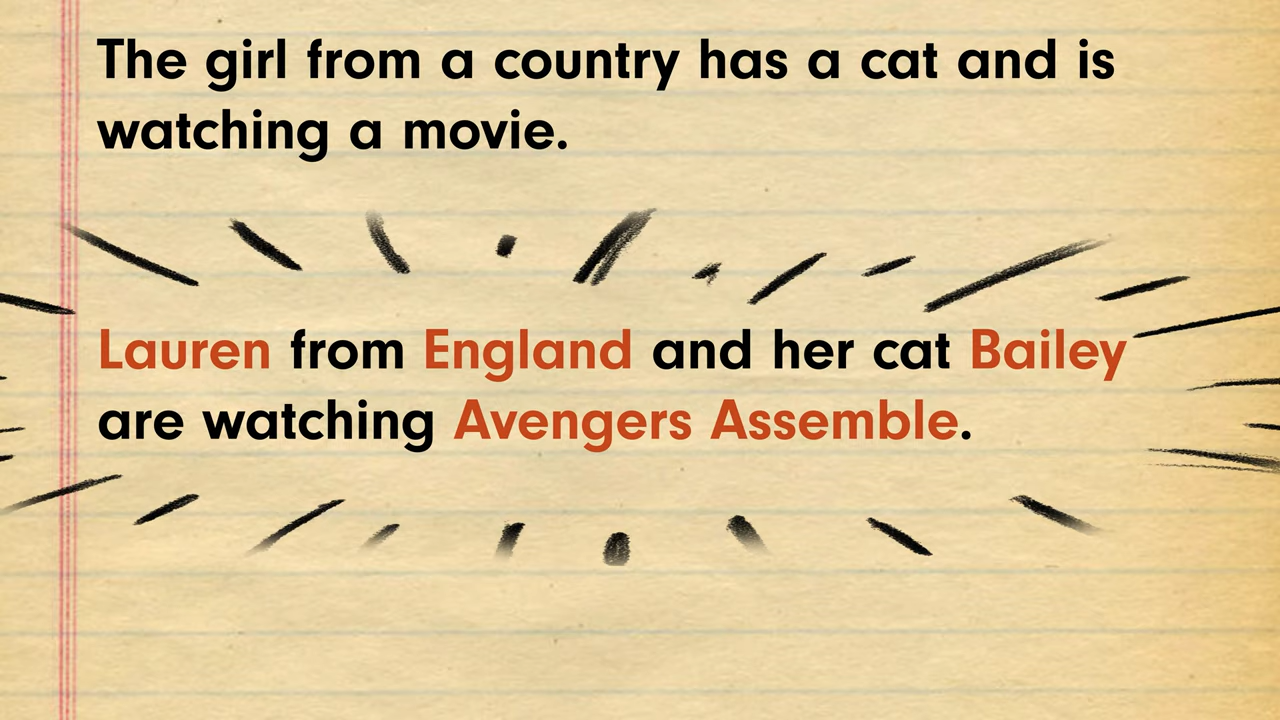 The girl from a country has a cat and is
watching a movie.
Lauren from England and her cat Bailey
are watching Avengers Assemble.